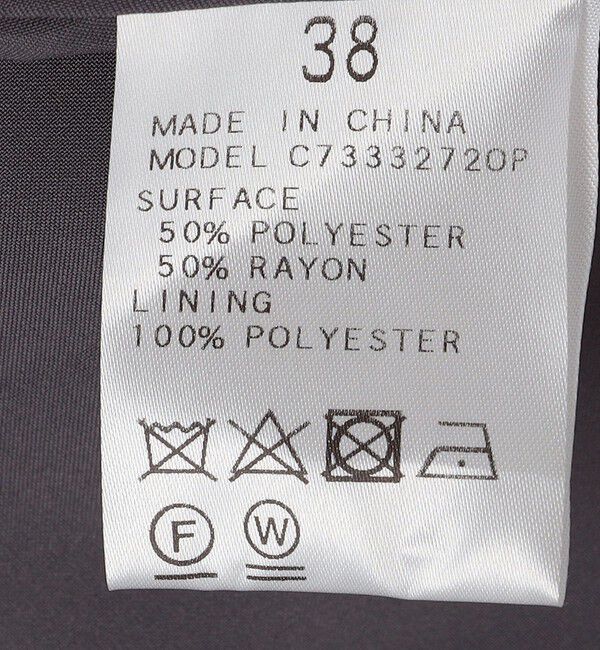 38
MADE IN CHINA
MODEL C73332720P
SURFACE
50% POLYESTER
50% RAYON
LINING
100% POLYESTER
F W